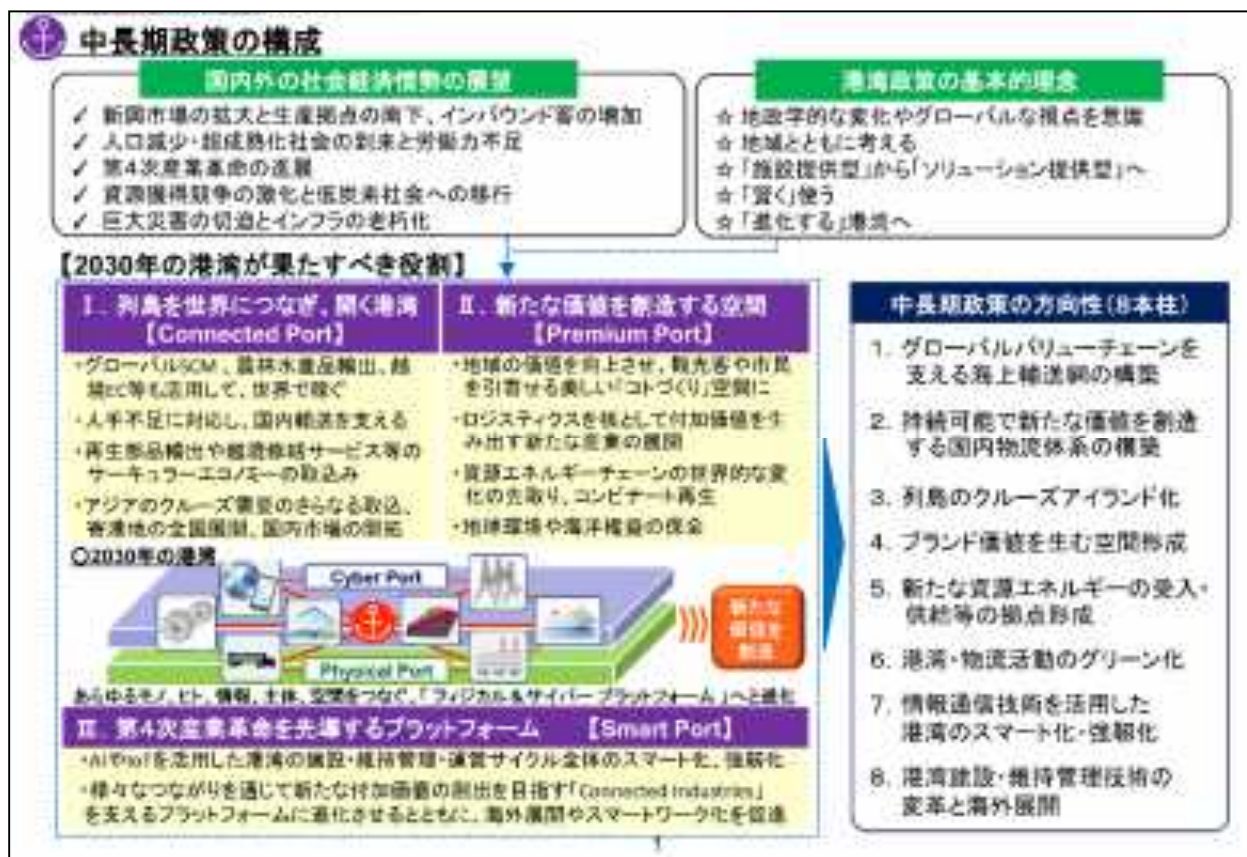 中長期政策の構成
国内外の社会経済情勢の展望
✓ 新興市場の拡大と生産拠点の南下、インバウンド客の増加
✓ 人口減少・超成熟化社会の到来と労働力不足
✓ 第4次産業革命の進展
✓ 資源獲得競争の激化と低炭素社会への移行
✓ 巨大災害の切迫とインフラの老朽化
港湾政策の基本的理念
☆ 地政学的な変化やグローバルな視点を意識
☆ 地域とともに考える
☆ 「施設提供型」から「ソリューション提供型」へ
☆ 「賢く」使う
☆ 「進化する」港湾へ
【2030年の港湾が果たすべき役割】
Ⅰ. 列島を世界につなぎ、開く港湾
【Connected Port】
・グローバルSCM、農林水産品輸出、越
境EC等も活用して、世界で稼ぐ
・人手不足に対応し、国内輸送を支える
・再生部品輸出や越境修繕サービス等の
サーキュラーエコノミーの取込み
・アジアのクルーズ需要のさらなる取込、
寄港地の全国展開、国内市場の開拓
Ⅱ. 新たな価値を創造する空間
【Premium Port】
・地域の価値を向上させ、観光客や市民
を引寄せる美しい「コトづくり」空間に
・ロジスティクスを核として付加価値を生
み出す新たな産業の展開
・資源エネルギーチェーンの世界的な変
化の先取り、コンビナート再生
・地球環境や海洋権益の保全
○2030年の港湾
Cyber Port
Physical Port
新たな
価値を
創造
あらゆるモノ、ヒト、情報、主体、空間をつなぐ、「フィジカル＆サイバー プラットフォーム」へと進化
Ⅲ. 第4次産業革命を先導するプラットフォーム 【Smart Port】
・AIやIoTを活用した港湾の建設・維持管理・運営サイクル全体のスマート化、強靱化
・様々なつながりを通じて新たな付加価値の創出を目指す「Connected Industries」
を支えるプラットフォームに進化させるとともに、海外展開やスマートワーク化を促進
中長期政策の方向性(8本柱)
1. グローバルバリューチェーンを
支える海上輸送網の構築
2. 持続可能で新たな価値を創造
する国内物流体系の構築
3. 列島のクルーズアイランド化
4. ブランド価値を生む空間形成
5. 新たな資源エネルギーの受入・
供給等の拠点形成
6. 港湾・物流活動のグリーン化
7. 情報通信技術を活用した
港湾のスマート化・強靱化
8. 港湾建設・維持管理技術の
変革と海外展開
1